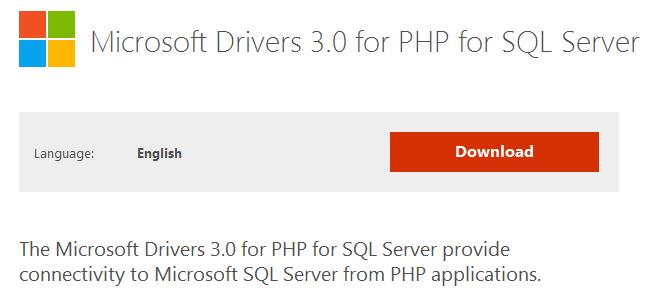 Microsoft Drivers 3.0 for PHP for SQL Server
Language: English Download
The Microsoft Drivers 3.0 for PHP for SQL Server provide
connectivity to Microsoft SQL Server from PHP applications.